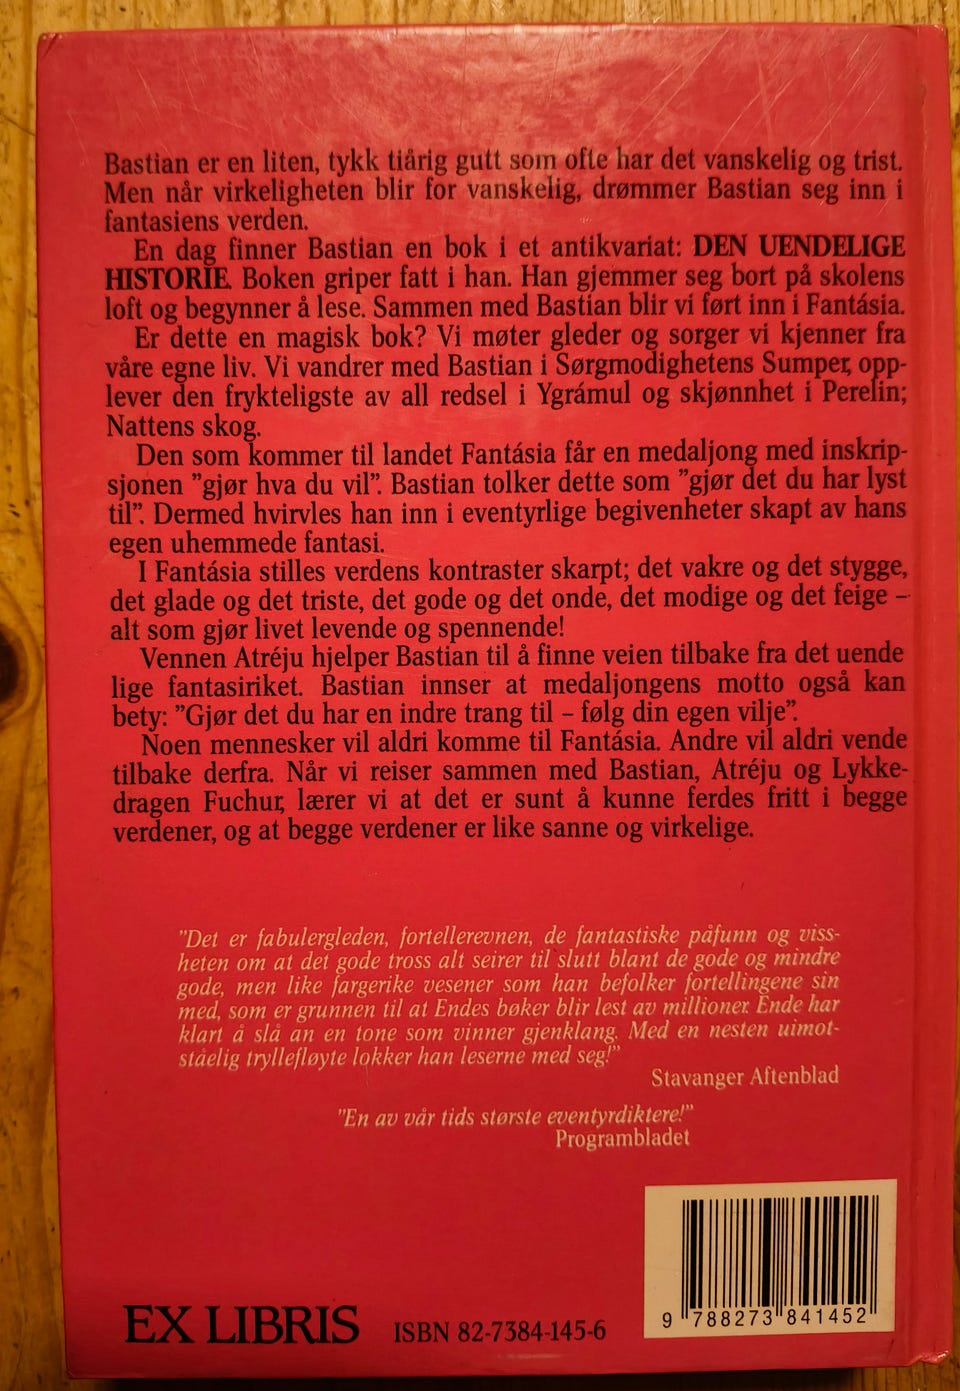 Bastian er en liten, tykk tiårig gutt som ofte har det vanskelig og trist.
Men når virkeligheten blir for vanskelig, drømmer Bastian seg inn i
fantasiens verden.
En dag finner Bastian en bok i et antikvariat: DEN UENDELIGE
HISTORIE. Boken griper fatt i han. Han gjemmer seg bort på skolens
loft og begynner å lese. Sammen med Bastian blir vi ført inn i Fantásia.
Er dette en magisk bok? Vi møter gleder og sorger vi kjenner fra
våre egne liv. Vi vandrer med Bastian i Sørgmodighetens Sumper, opp-
lever den frykteligste av all redsel i Ygrámul og skjønnhet i Perelin;
Nattens skog.
Den som kommer til landet Fantásia får en medaljong med inskrip-
sjonen ”gjør hva du vil”. Bastian tolker dette som ”gjør det du har lyst
til”. Dermed hvirvles han inn i eventyrlige begivenheter skapt av hans
egen uhemmede fantasi.
I Fantásia stilles verdens kontraster skarpt; det vakre og det stygge,
det glade og det triste, det gode og det onde, det modige og det feige –
alt som gjør livet levende og spennende!
Vennen Atréju hjelper Bastian til å finne veien tilbake fra det uende
lige fantasiriket. Bastian innser at medaljongens motto også kan
bety: ”Gjør det du har en indre trang til – følg din egen vilje”.
Noen mennesker vil aldri komme til Fantásia. Andre vil aldri vende
tilbake derfra. Når vi reiser sammen med Bastian, Atréju og Lykke-
dragen Fuchur, lærer vi at det er sunt å kunne ferdes fritt i begge
verdener, og at begge verdener er like sanne og virkelige.
”Det er fabulergleden, fortellerevnen, de fantastiske påfunn og viss-
heten om at det gode tross alt seirer til slutt blant de gode og mindre
gode, men like fargerike vesener som han befolker fortellingene sin
med, som er grunnen til at Endes bøker blir lest av millioner. Ende har
klart å slå an en tone som vinner gjenklang. Med en nesten uimot-
ståelig tryllefløyte lokker han leserne med seg!”
Stavanger Aftenblad
”En av vår tids største eventyrdiktere!”
Programbladet
EX LIBRIS ISBN 82-7384-145-6
9 788273 841452